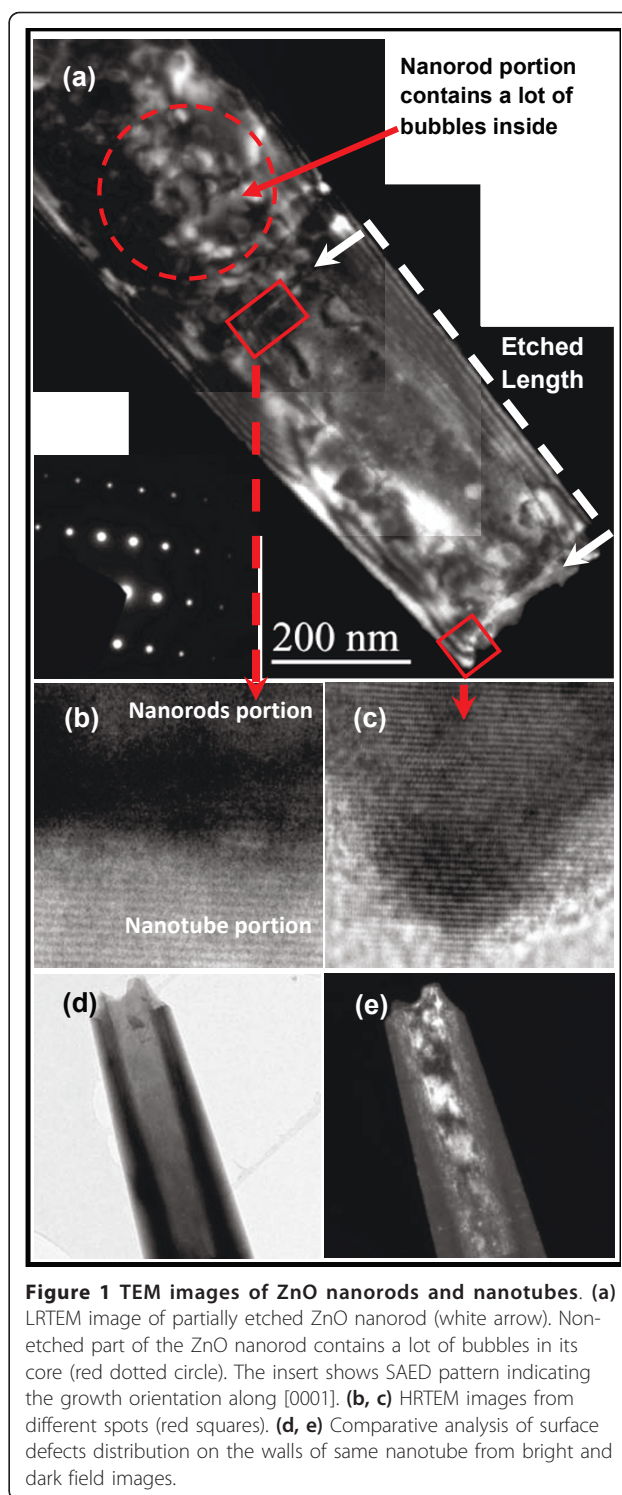 (a)
Nanorod portion
contains a lot of
bubbles inside
Etched
Length
200 nm
(b)
Nanorods portion
Nanotube portion
(c)
(d)
(e)
Figure 1 TEM images of ZnO nanorods and nanotubes. (a)
LRTEM image of partially etched ZnO nanorod (white arrow). Non-
etched part of the ZnO nanorod contains a lot of bubbles in its
core (red dotted circle). The insert shows SAED pattern indicating
the growth orientation along [0001]. (b, c) HRTEM images from
different spots (red squares). (d, e) Comparative analysis of surface
defects distribution on the walls of same nanotube from bright and
dark field images.